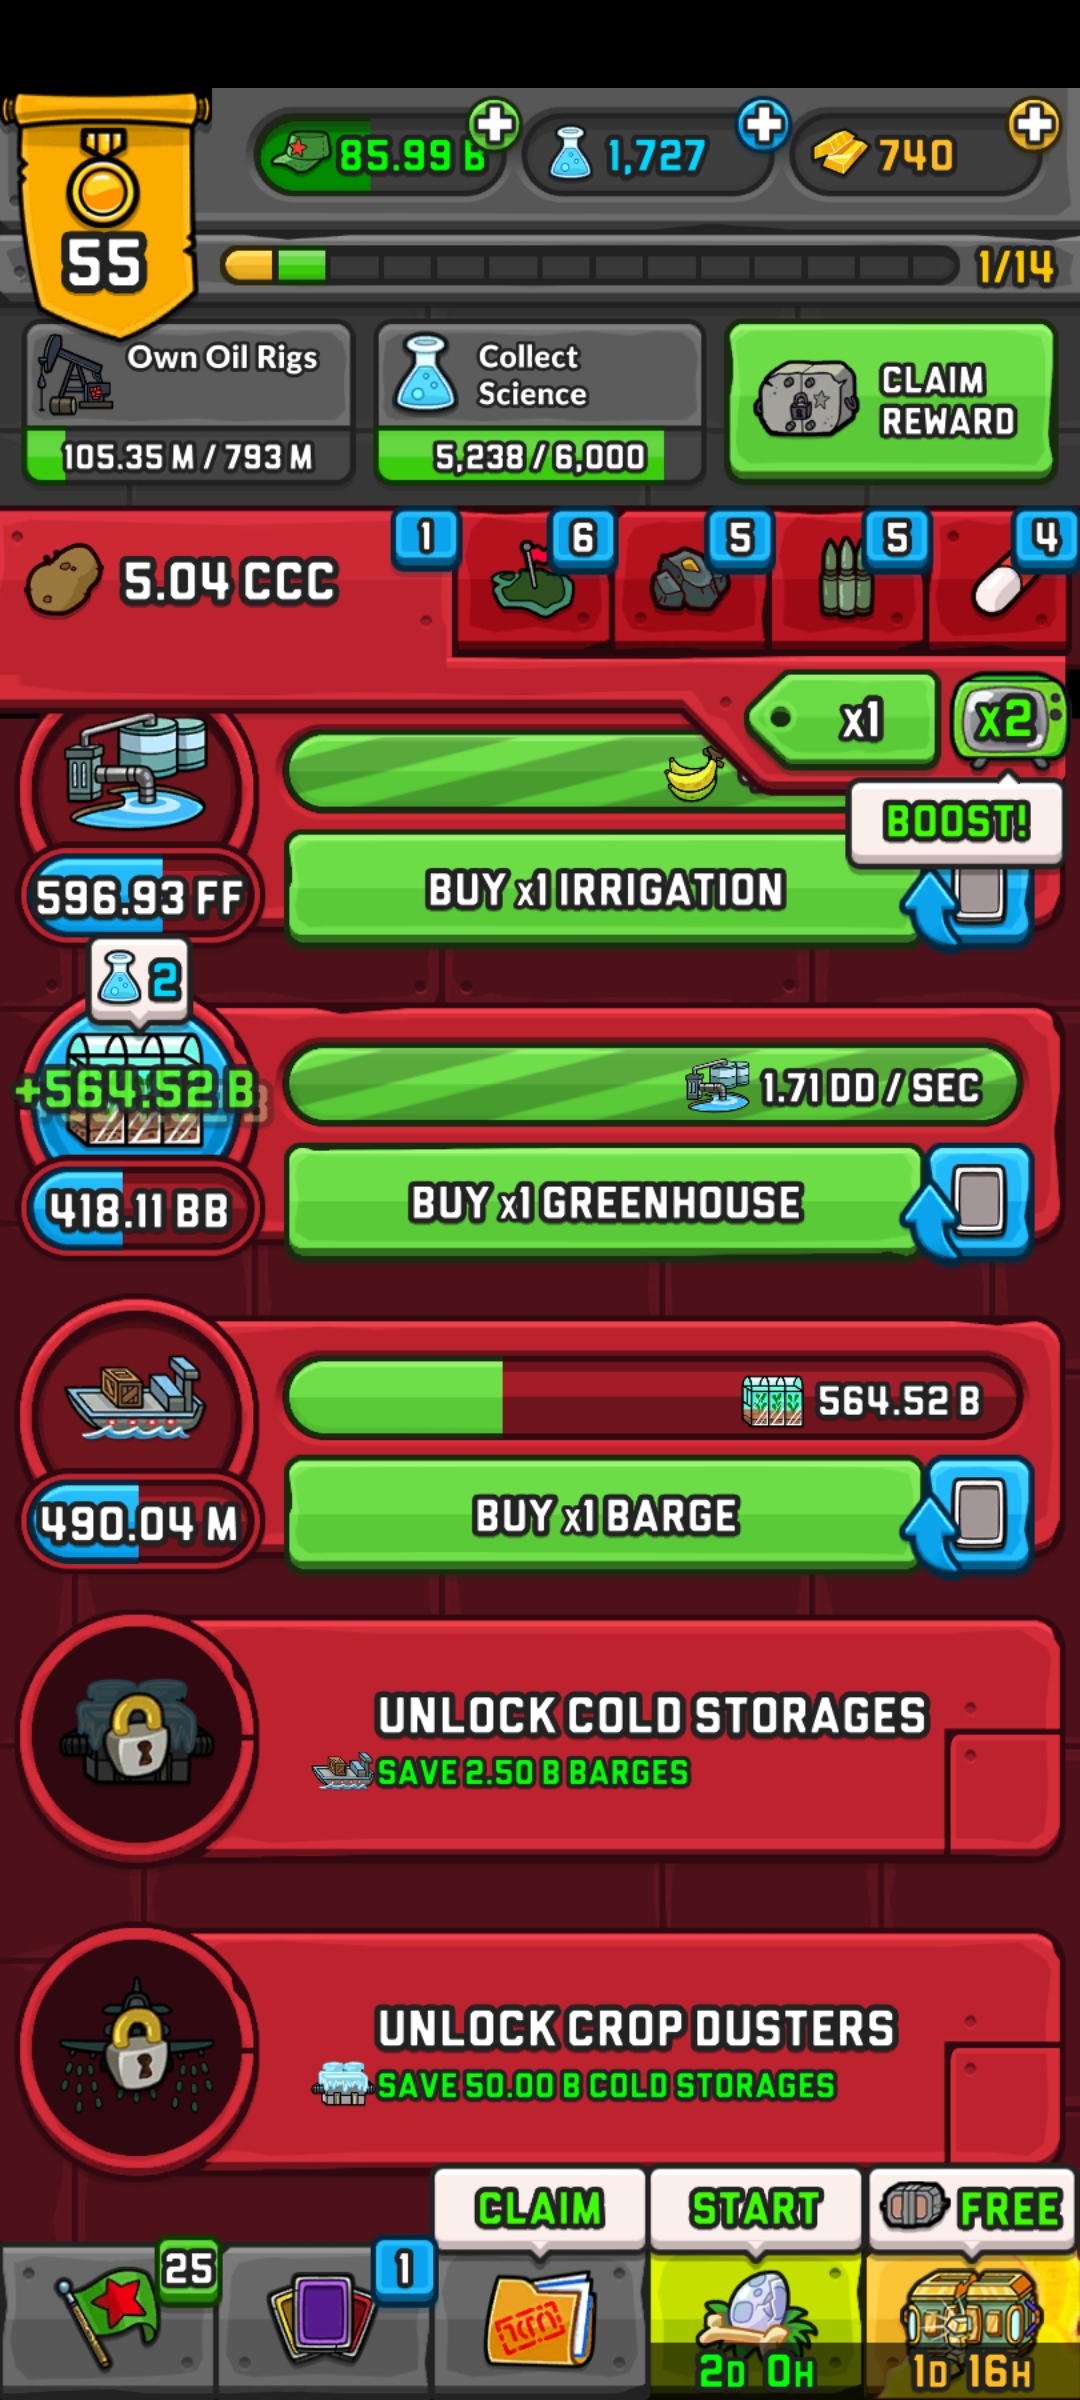 55
85.99 B
1,727
740
1/14
Own Oil Rigs
105.35 M / 793 M
Collect
Science
5,238 / 6,000
CLAIM
REWARD
5.04 CCC
1
6
5
5
4
x1
x2
BOOST!
596.93 FF
BUY x1 IRRIGATION
2
+564.52 B
1.71 DD / SEC
418.11 BB
BUY x1 GREENHOUSE
564.52 B
490.04 M
BUY x1 BARGE
UNLOCK COLD STORAGES
SAVE 2.50 B BARGES
UNLOCK CROP DUSTERS
SAVE 50.00 B COLD STORAGES
CLAIM
START
FREE
25
1
2D 0H
1D 16H